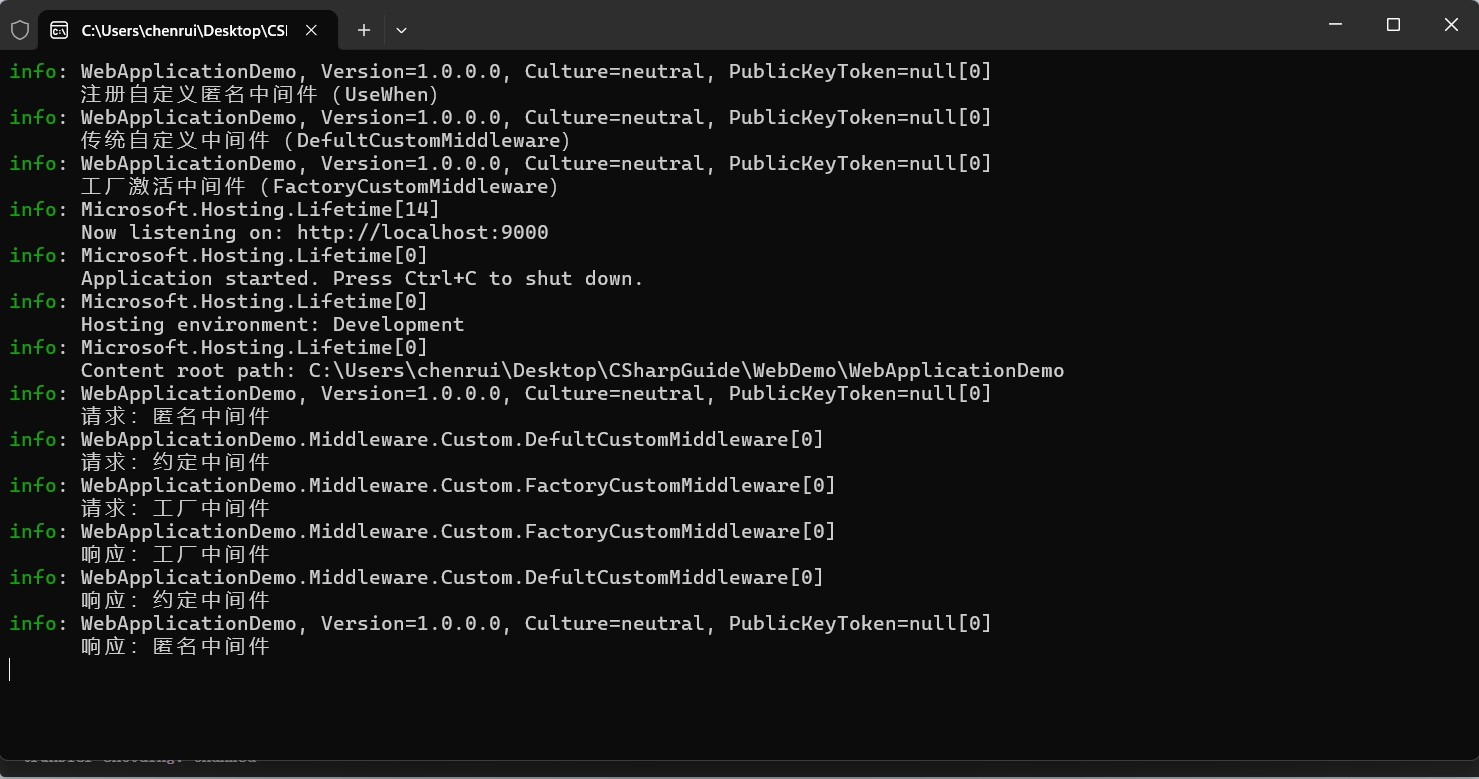 C:\Users\chenrui\Desktop\CSI
info: WebApplicationDemo, Version=1.0.0.0, Culture=neutral, PublicKeyToken=null[0]
注册自定义匿名中间件 (UseWhen)
info: WebApplicationDemo, Version=1.0.0.0, Culture=neutral, PublicKeyToken=null[0]
传统自定义中间件 (DefultCustomMiddleware)
info: WebApplicationDemo, Version=1.0.0.0, Culture=neutral, PublicKeyToken=null[0]
工厂激活中间件 (FactoryCustomMiddleware)
info: Microsoft.Hosting.Lifetime[14]
Now listening on: http://localhost:9000
info: Microsoft.Hosting.Lifetime[0]
Application started. Press Ctrl+C to shut down.
info: Microsoft.Hosting.Lifetime[0]
Hosting environment: Development
info: Microsoft.Hosting.Lifetime[0]
Content root path: C:\Users\chenrui\Desktop\CSharpGuide\WebDemo\WebApplicationDemo
info: WebApplicationDemo, Version=1.0.0.0, Culture=neutral, PublicKeyToken=null[0]
请求: 匿名中间件
info: WebApplicationDemo.Middleware.Custom.DefultCustomMiddleware[0]
请求: 约定中间件
info: WebApplicationDemo.Middleware.Custom.FactoryCustomMiddleware[0]
请求: 工厂中间件
info: WebApplicationDemo.Middleware.Custom.FactoryCustomMiddleware[0]
响应: 工厂中间件
info: WebApplicationDemo.Middleware.Custom.DefultCustomMiddleware[0]
响应: 约定中间件
info: WebApplicationDemo, Version=1.0.0.0, Culture=neutral, PublicKeyToken=null[0]
响应: 匿名中间件